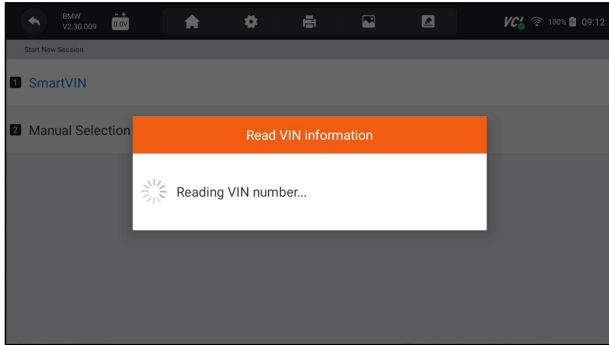 BMW
V2.30.009
0.0V
VCI
100%
09:12
Start New Session
1 SmartVIN
2 Manual Selection
Read VIN information
Reading VIN number...